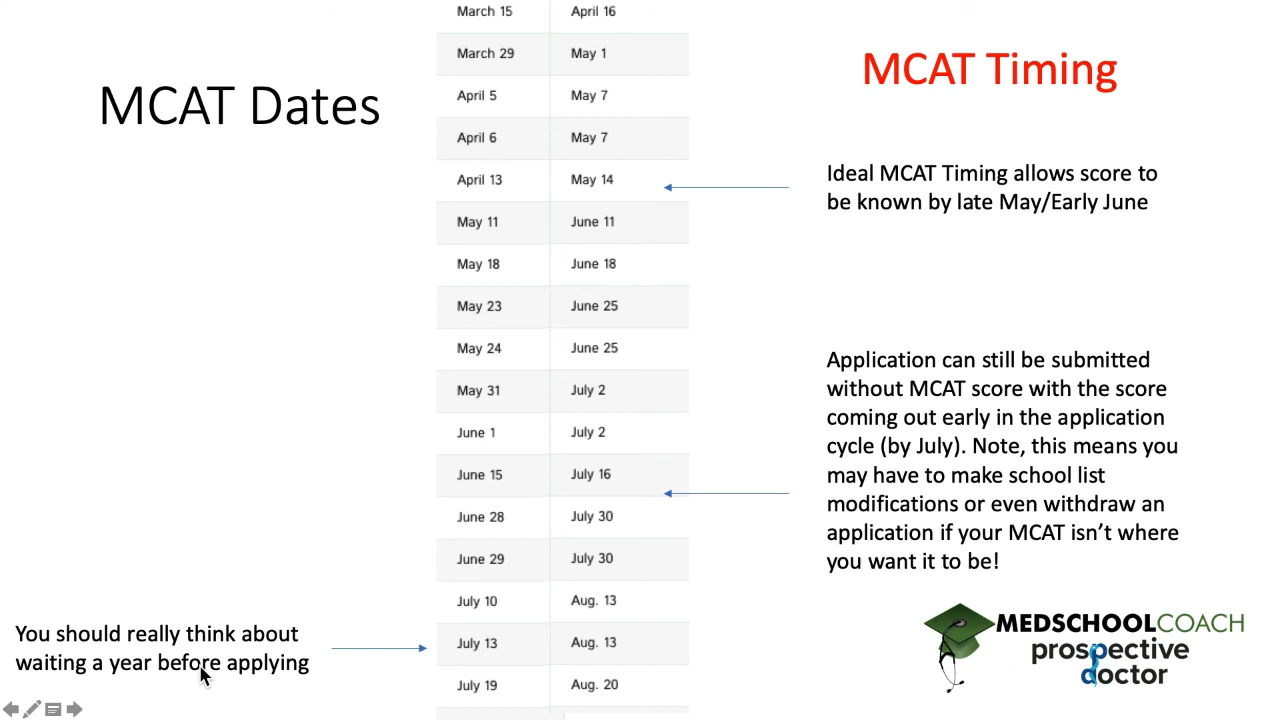 MCAT Dates
March 15 April 16
March 29 May 1
April 5 May 7
April 6 May 7
April 13 May 14
May 11 June 11
May 18 June 18
May 23 June 25
May 24 June 25
May 31 July 2
June 1 July 2
June 15 July 16
June 28 July 30
June 29 July 30
July 10 Aug. 13
July 13 Aug. 13
July 19 Aug. 20
MCAT Timing
Ideal MCAT Timing allows score to
be known by late May/Early June
Application can still be submitted
without MCAT score with the score
coming out early in the application
cycle (by July). Note, this means you
may have to make school list
modifications or even withdraw an
application if your MCAT isn’t where
you want it to be!
You should really think about
waiting a year before applying
MEDSCHOOLCOACH
prospective
doctor